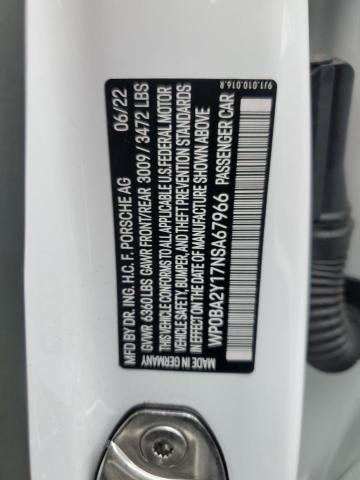 9J1.010.016.R
MFD BY DR. ING. H.C. F. PORSCHE AG 06/22
GVWR 6360LBS GAWR FRONT/REAR 3009 / 3472 LBS
THIS VEHICLE CONFORMS TO ALL APPLICABLE U.S.FEDERAL MOTOR
VEHICLE SAFETY, BUMPER, AND THEFT PREVENTION STANDARDS
IN EFFECT ON THE DATE OF MANUFACTURE SHOWN ABOVE
WP0BA2Y17NSA67966 PASSENGER CAR
MADE IN GERMANY